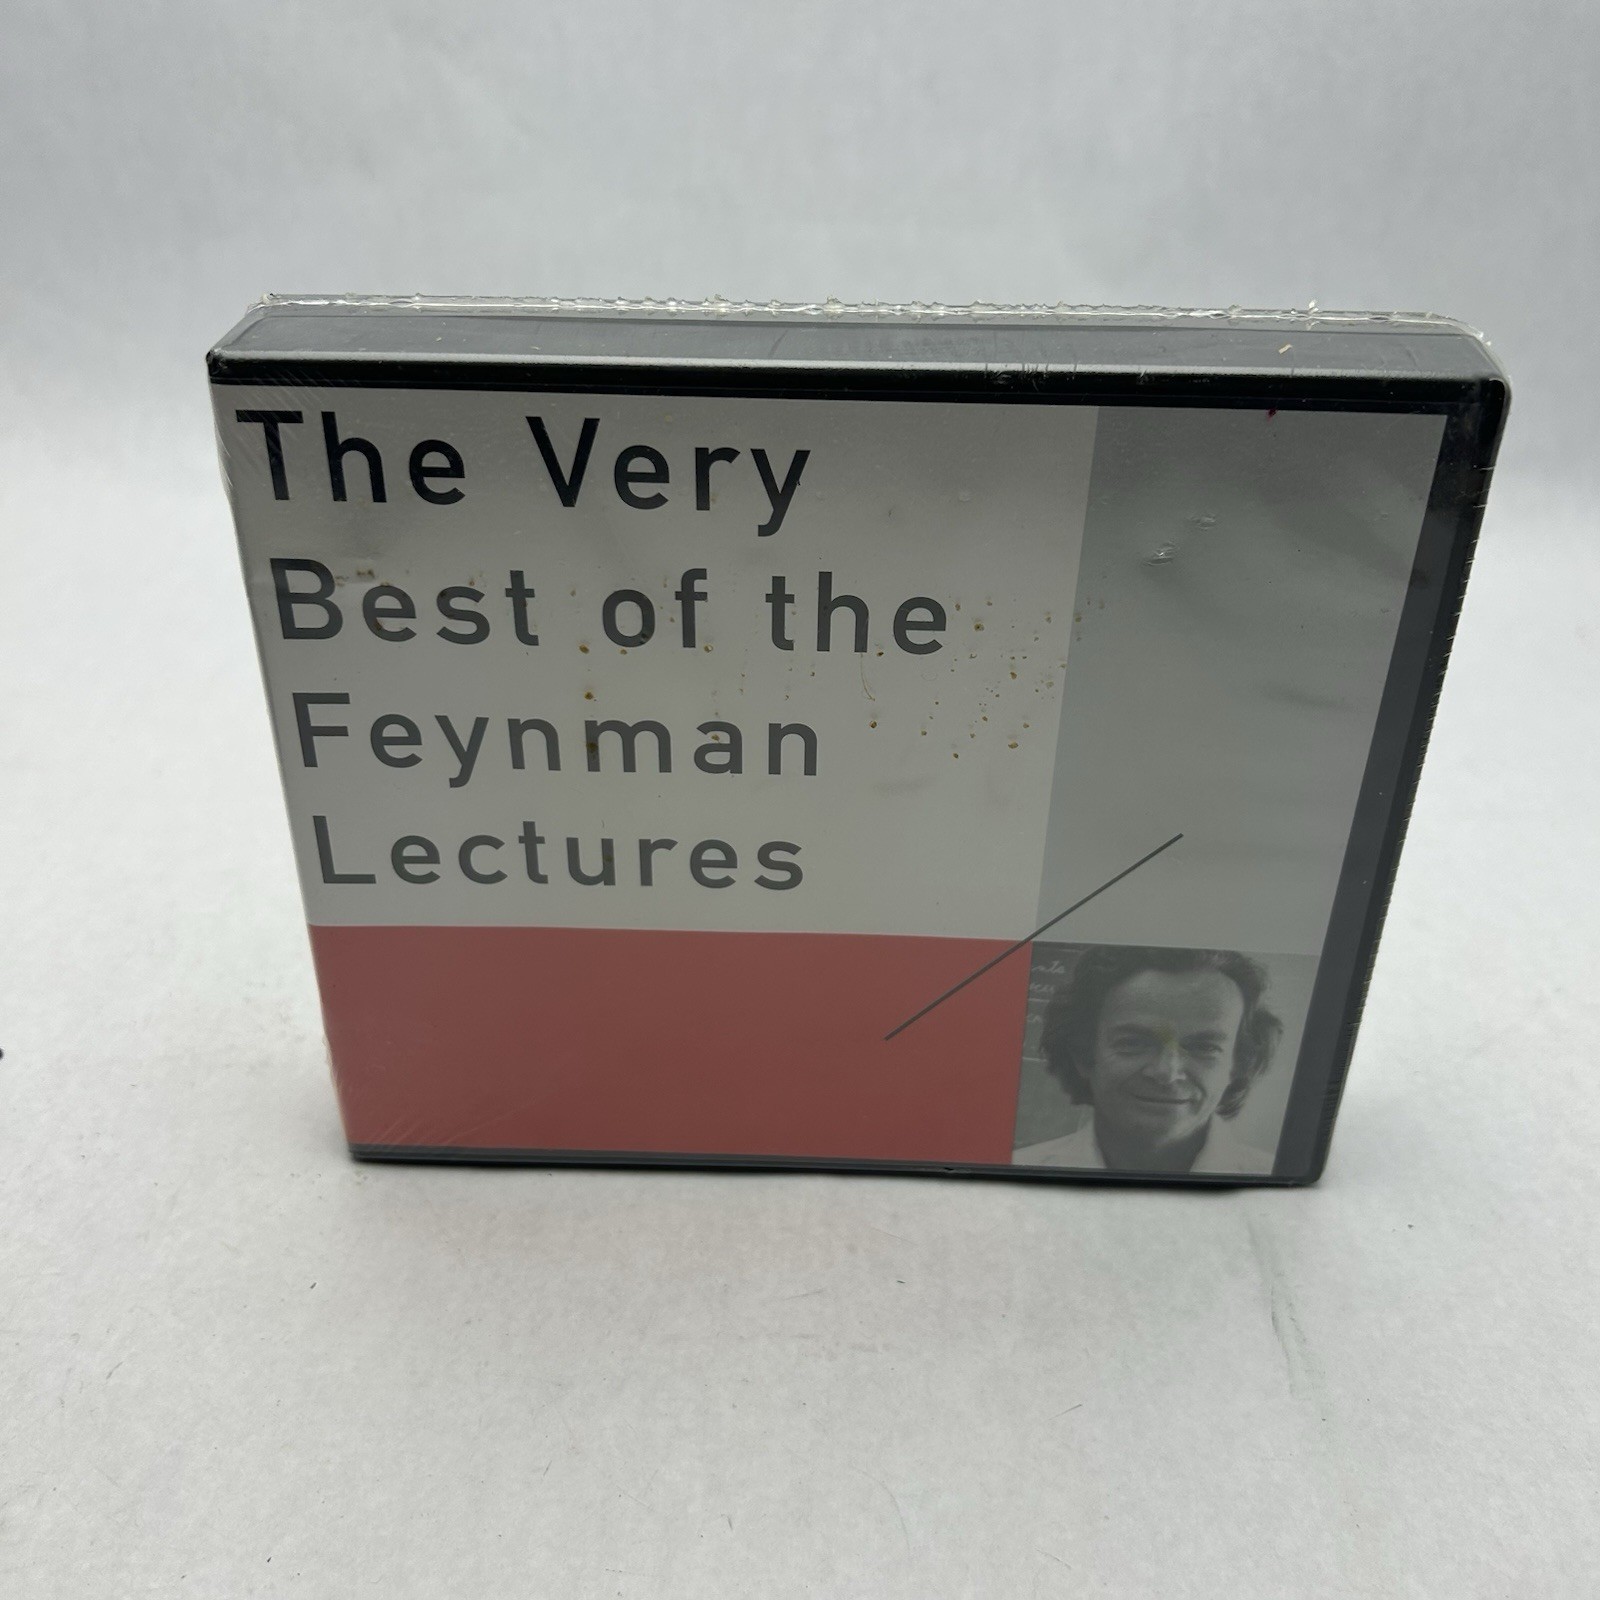 The Very
Best of the
Feynman
Lectures